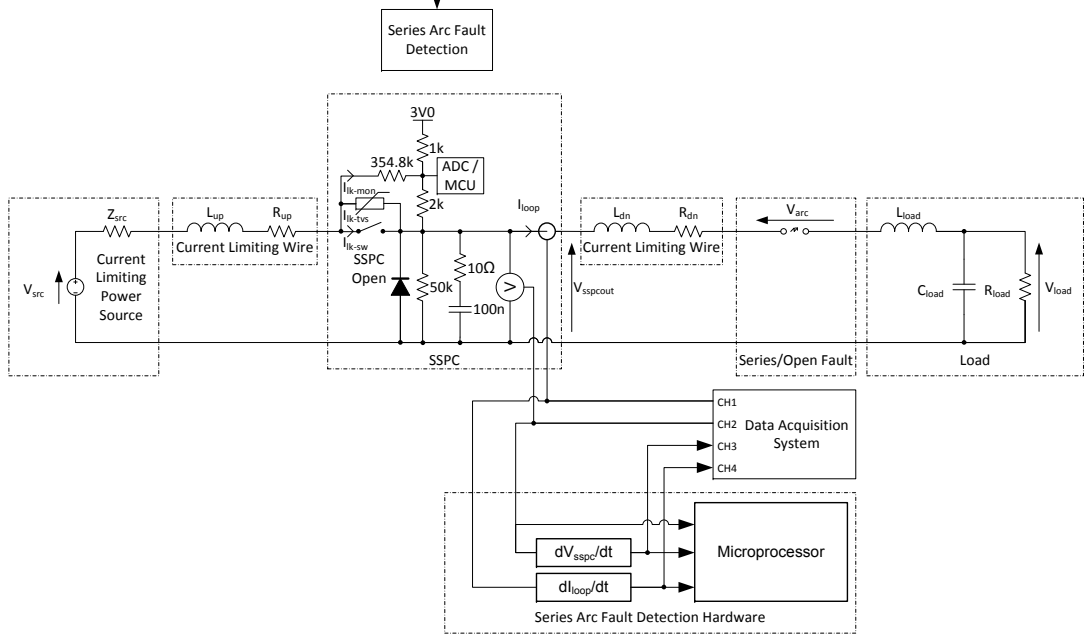 Series Arc Fault
Detection
3V0
1k
354.8k
ADC /
MCU
I_lk-mon
2k
I_lk-tvs
I_lk-sw
SSPC
Open
50k
10Ω
100n
V
SSPC
Z_src
Current
Limiting
Power
Source
V_src
L_up
R_up
Current Limiting Wire
I_loop
V_sspcout
L_dn
R_dn
Current Limiting Wire
V_arc
Series/Open Fault
L_load
C_load
R_load
V_load
Load
CH1
CH2
CH3
CH4
Data Acquisition
System
dV_sspc/dt
dI_loop/dt
Microprocessor
Series Arc Fault Detection Hardware